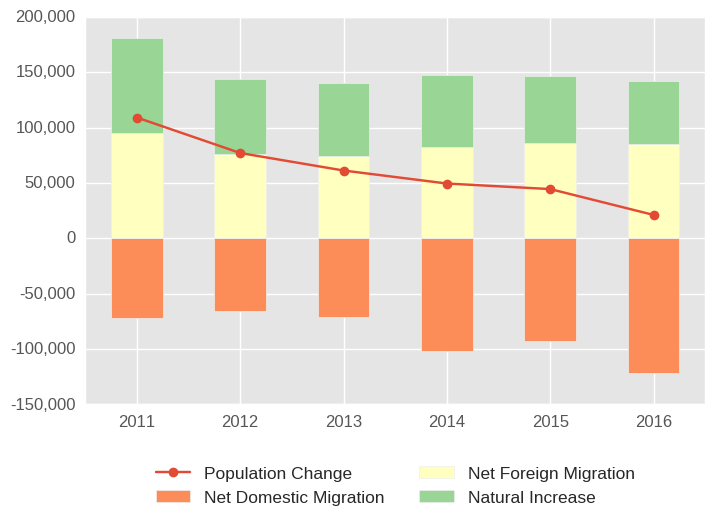 200,000
150,000
100,000
50,000
0
-50,000
-100,000
-150,000
2011 2012 2013 2014 2015 2016
Population Change Net Foreign Migration
Net Domestic Migration Natural Increase